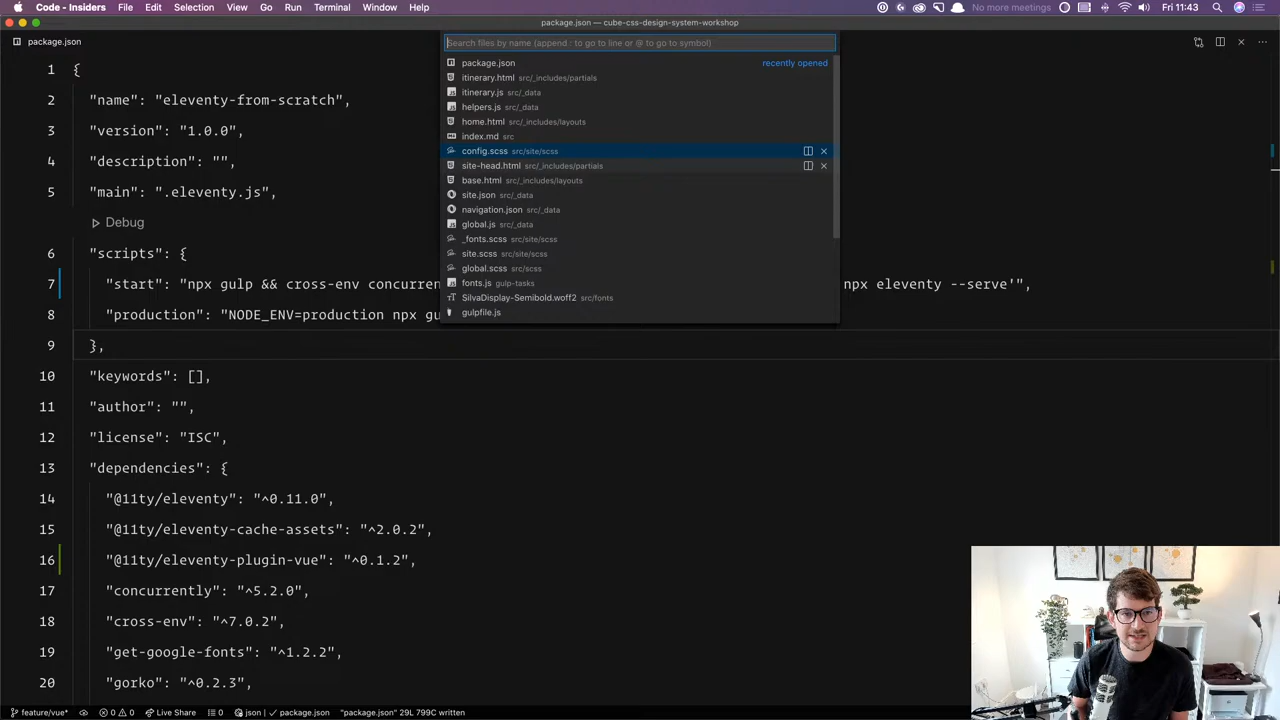 Code - Insiders File Edit Selection View Go Run Terminal Window Help No more meetings Fri 11:43
package.json — cube-css-design-system-workshop
package.json
Search files by name (append : to go to line or @ to go to symbol)
package.json recently opened
itinerary.html src/_includes/partials
itinerary.js src/_data
helpers.js src/_data
home.html src/_includes/layouts
index.md src
config.scss src/site/scss
site-head.html src/_includes/partials
base.html src/_includes/layouts
site.json src/_data
navigation.json src/_data
global.js src/_data
_fonts.scss src/site/scss
site.scss src/site/scss
global.scss src/scss
fonts.js gulp-tasks
SilvaDisplay-Semibold.woff2 src/fonts
gulpfile.js
1 {
2 "name": "eleventy-from-scratch",
3 "version": "1.0.0",
4 "description": "",
5 "main": ".eleventy.js",
Debug
6 "scripts": {
7 "start": "npx gulp && cross-env concurren npx eleventy --serve'",
8 "production": "NODE_ENV=production npx gu
9 },
10 "keywords": [],
11 "author": "",
12 "license": "ISC",
13 "dependencies": {
14 "@11ty/eleventy": "^0.11.0",
15 "@11ty/eleventy-cache-assets": "^2.0.2",
16 "@11ty/eleventy-plugin-vue": "^0.1.2",
17 "concurrently": "^5.2.0",
18 "cross-env": "^7.0.2",
19 "get-google-fonts": "^1.2.2",
20 "gorko": "^0.2.3",
feature/vue* 0 0 Live Share 0 json | package.json "package.json" 29L 799C written